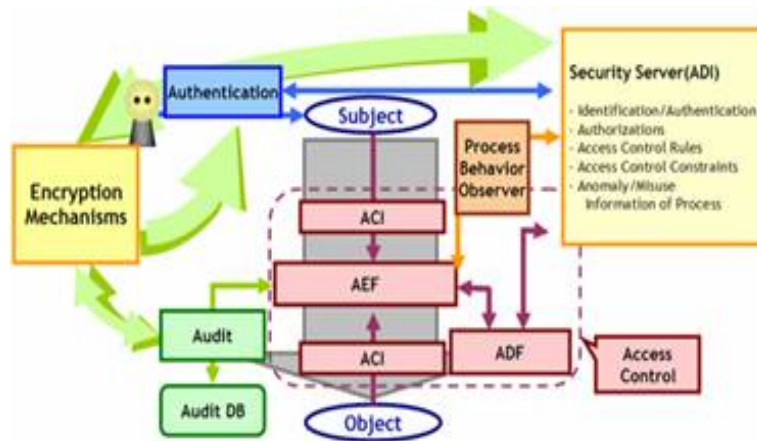 Security Server(ADI)
- Identification/Authentication
- Authorizations
- Access Control Rules
- Access Control Constraints
- Anomaly/Misuse
Information of Process
Authentication
Subject
Process
Behavior
Observer
Encryption
Mechanisms
ACI
AEF
Audit
ACI
ADF
Access
Control
Audit DB
Object